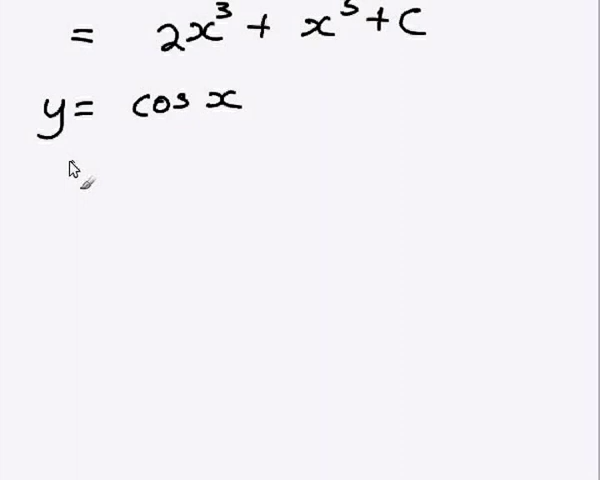 = 2x³ + x⁵ + C
y = cos x